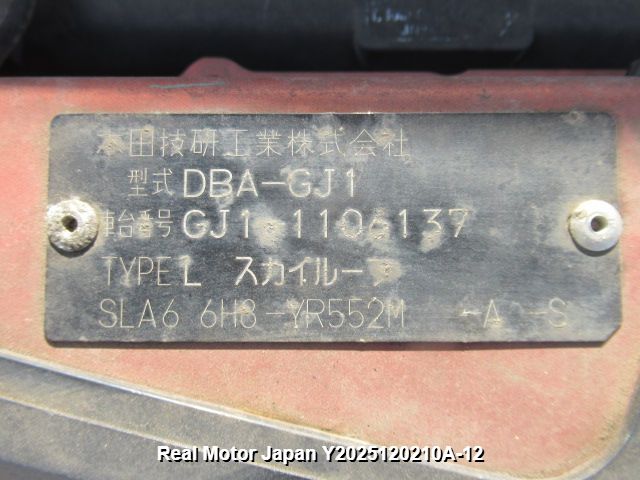 本田技研工業株式会社
型式 DBA-GJ1
車台番号 GJ1-1106137
TYPE L スカイルーフ
SLA6 6H8-YR552M -A -S
Real Motor Japan Y2025120210A-12